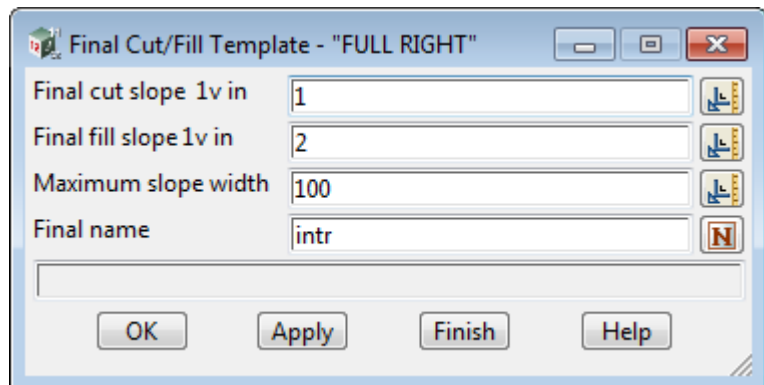 Final Cut/Fill Template - "FULL RIGHT"
Final cut slope 1v in 1
Final fill slope 1v in 2
Maximum slope width 100
Final name intr N
OK Apply Finish Help